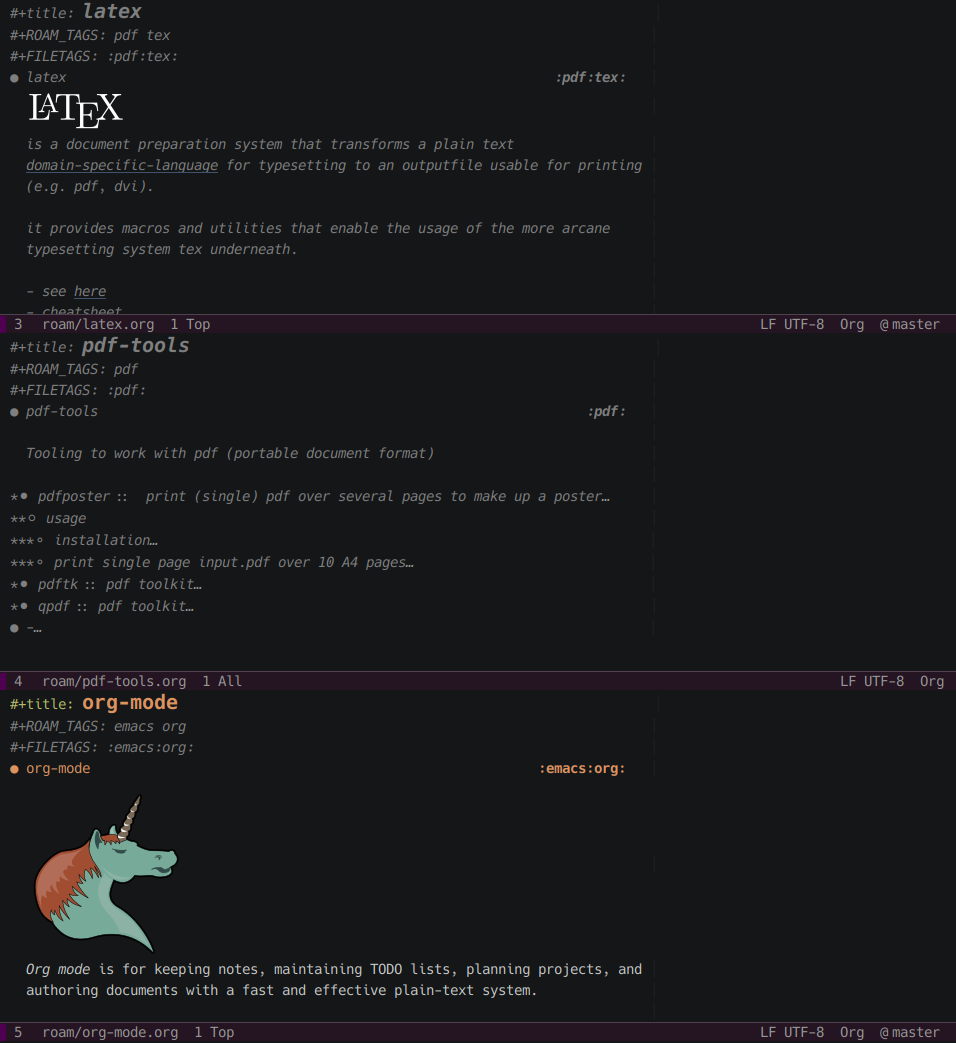 #+title: latex
#+ROAM_TAGS: pdf tex
#+FILETAGS: :pdf:tex:
● latex :pdf:tex:
LATEX
is a document preparation system that transforms a plain text
domain-specific-language for typesetting to an outputfile usable for printing
(e.g. pdf, dvi).
it provides macros and utilities that enable the usage of the more arcane
typesetting system tex underneath.
- see here
- cheatsheet
3 roam/latex.org 1 Top LF UTF-8 Org @master
#+title: pdf-tools
#+ROAM_TAGS: pdf
#+FILETAGS: :pdf:
● pdf-tools :pdf:
Tooling to work with pdf (portable document format)
*● pdfposter :: print (single) pdf over several pages to make up a poster…
**○ usage
***∘ installation…
***∘ print single page input.pdf over 10 A4 pages…
*● pdftk :: pdf toolkit…
*● qpdf :: pdf toolkit…
● -…
4 roam/pdf-tools.org 1 All LF UTF-8 Org
#+title: org-mode
#+ROAM_TAGS: emacs org
#+FILETAGS: :emacs:org:
● org-mode :emacs:org:
Org mode is for keeping notes, maintaining TODO lists, planning projects, and
authoring documents with a fast and effective plain-text system.
5 roam/org-mode.org 1 Top LF UTF-8 Org @master